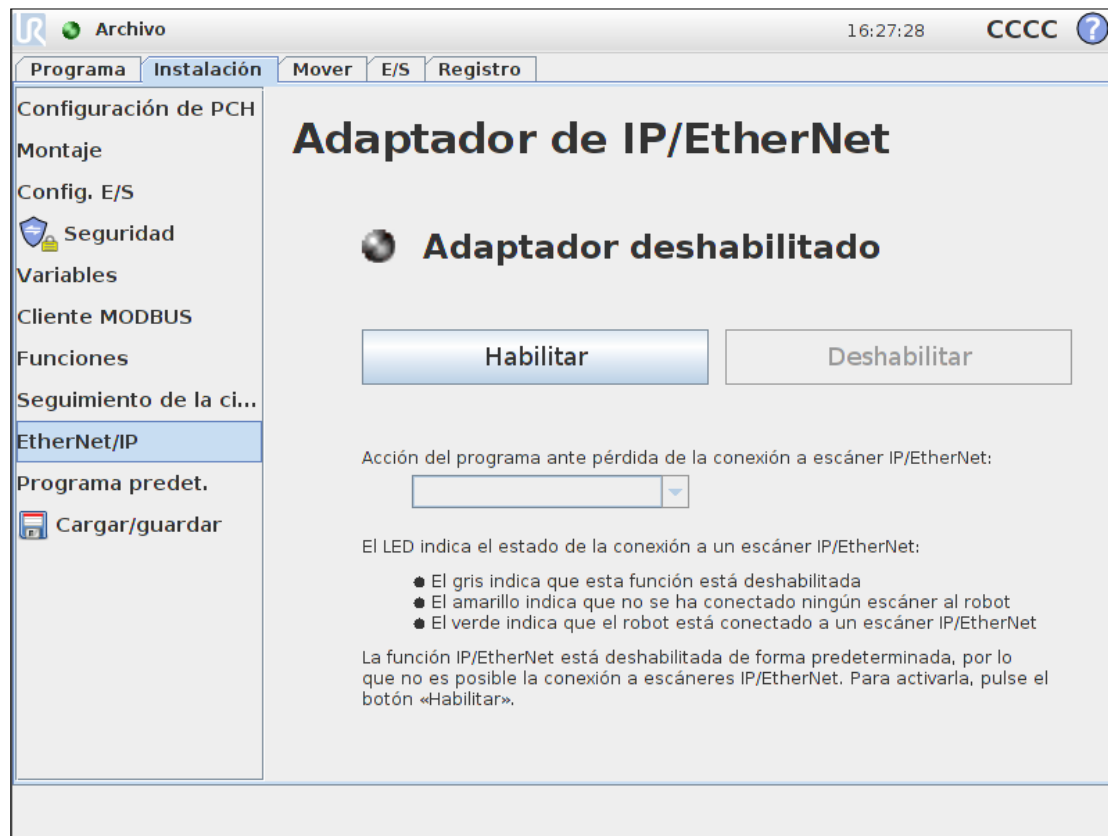 UR Archivo 16:27:28 CCCC ?
Programa Instalación Mover E/S Registro
Configuración de PCH
Montaje
Config. E/S
Seguridad
Variables
Cliente MODBUS
Funciones
Seguimiento de la ci...
EtherNet/IP
Programa predet.
Cargar/guardar
Adaptador de IP/EtherNet
Adaptador deshabilitado
Habilitar Deshabilitar
Acción del programa ante pérdida de la conexión a escáner IP/EtherNet:
El LED indica el estado de la conexión a un escáner IP/EtherNet:
● El gris indica que esta función está deshabilitada
● El amarillo indica que no se ha conectado ningún escáner al robot
● El verde indica que el robot está conectado a un escáner IP/EtherNet
La función IP/EtherNet está deshabilitada de forma predeterminada, por lo
que no es posible la conexión a escáneres IP/EtherNet. Para activarla, pulse el
botón «Habilitar».